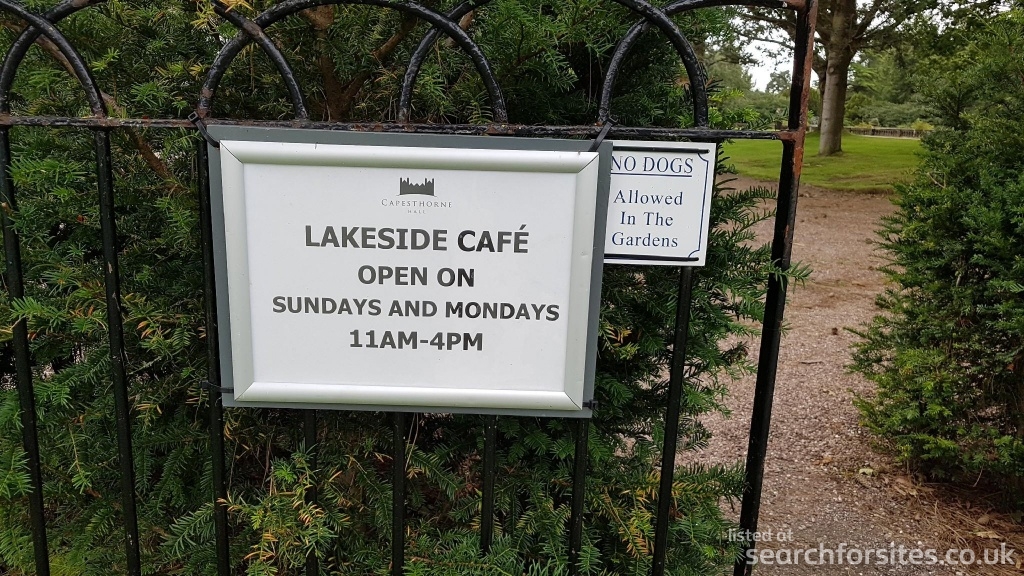 CAPESTHORNE
HALL
LAKESIDE CAFÉ
OPEN ON
SUNDAYS AND MONDAYS
11AM-4PM
NO DOGS
Allowed
In The
Gardens
listed at
searchforsites.co.uk